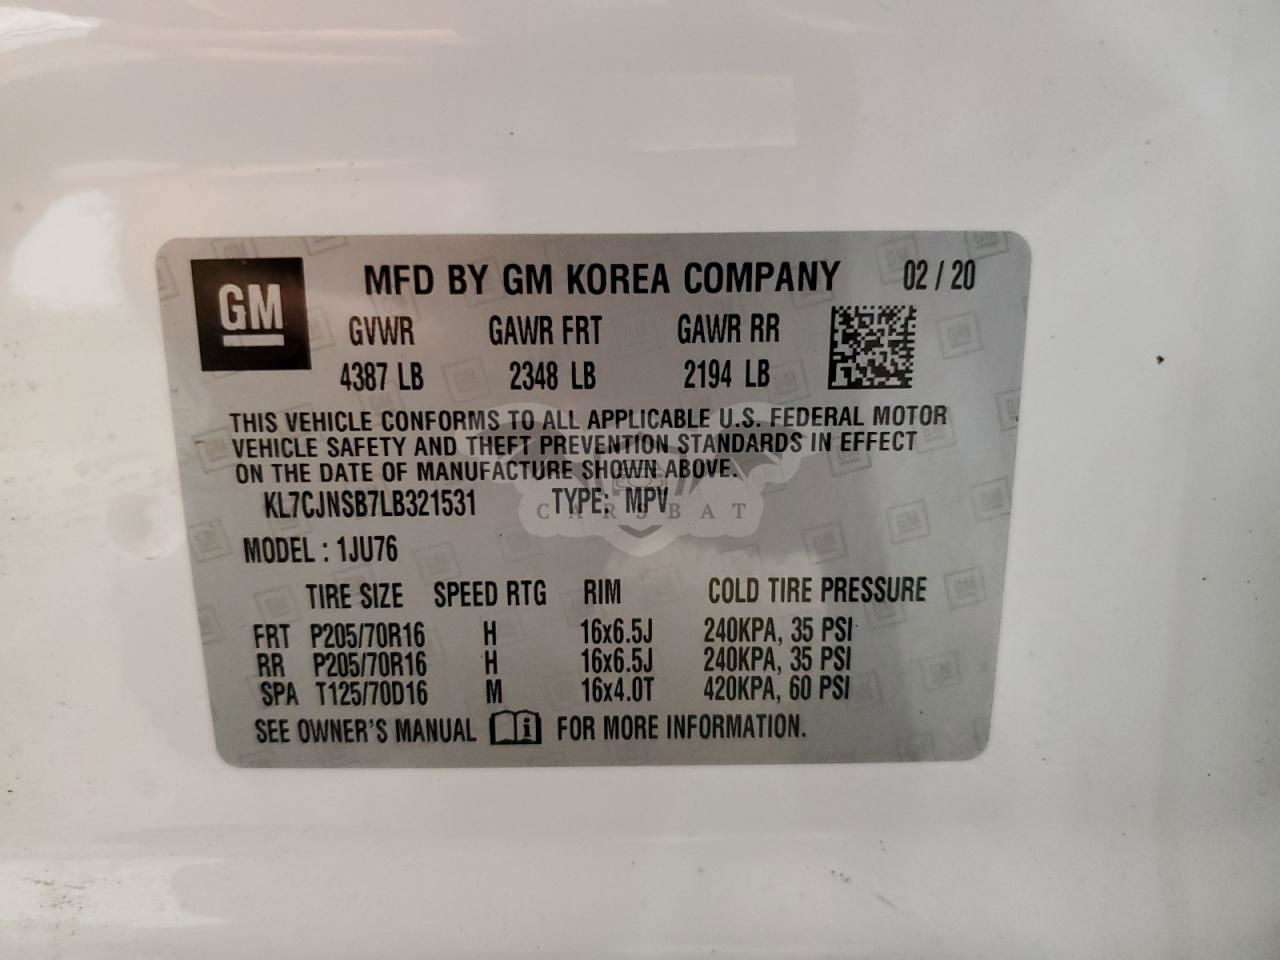 GM
MFD BY GM KOREA COMPANY 02 / 20
GVWR GAWR FRT GAWR RR
4387 LB 2348 LB 2194 LB
THIS VEHICLE CONFORMS TO ALL APPLICABLE U.S. FEDERAL MOTOR
VEHICLE SAFETY AND THEFT PREVENTION STANDARDS IN EFFECT
ON THE DATE OF MANUFACTURE SHOWN ABOVE.
KL7CJNSB7LB321531 TYPE: MPV
CARSBAT
MODEL : 1JU76
TIRE SIZE SPEED RTG RIM COLD TIRE PRESSURE
FRT P205/70R16 H 16x6.5J 240KPA, 35 PSI
RR P205/70R16 H 16x6.5J 240KPA, 35 PSI
SPA T125/70D16 M 16x4.0T 420KPA, 60 PSI
SEE OWNER'S MANUAL i FOR MORE INFORMATION.